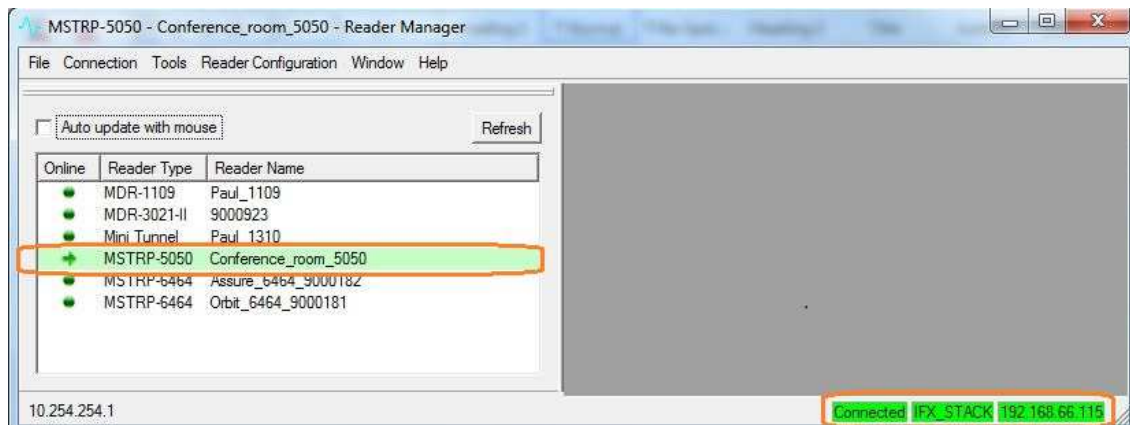 MSTRP-5050 - Conference_room_5050 - Reader Manager
File Connection Tools Reader Configuration Window Help
Auto update with mouse Refresh
Online Reader Type Reader Name
MDR-1109 Paul_1109
MDR-3021-II 9000923
Mini Tunnel Paul_1310
MSTRP-5050 Conference_room_5050
MSTRP-6464 Assure_6464_9000182
MSTRP-6464 Orbit_6464_9000181
10.254.254.1 Connected IFX_STACK 192.168.66.115